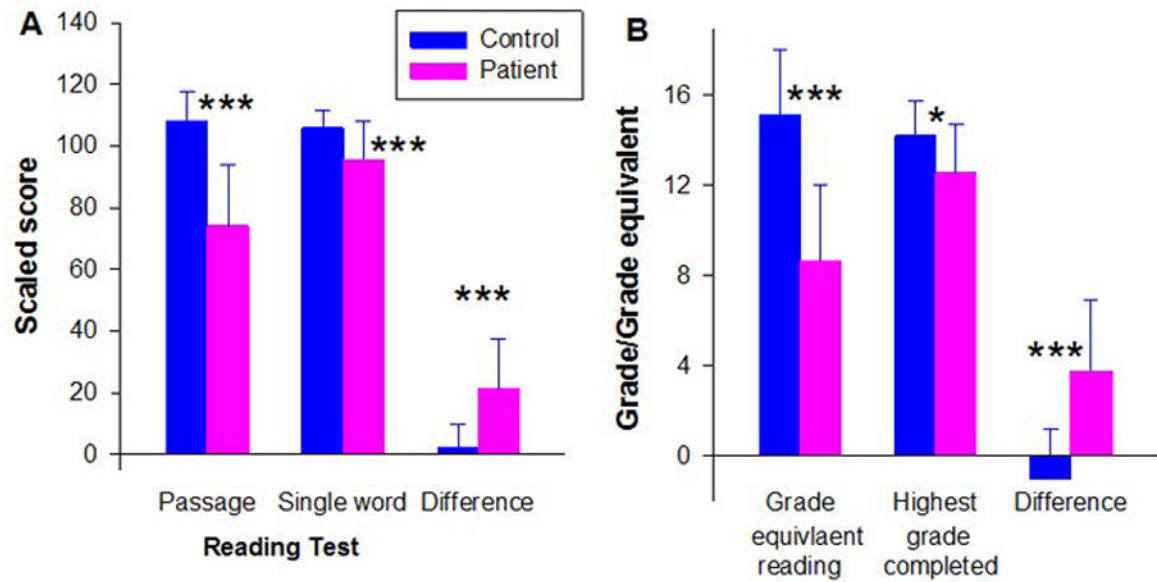 A
Scaled score
140
120
100
80
60
40
20
0
***
***
***
Control
Patient
Passage Single word Difference
Reading Test
B
Grade/Grade equivalent
16
12
8
4
0
***
*
***
Grade Highest Difference
equivlaent grade
reading completed